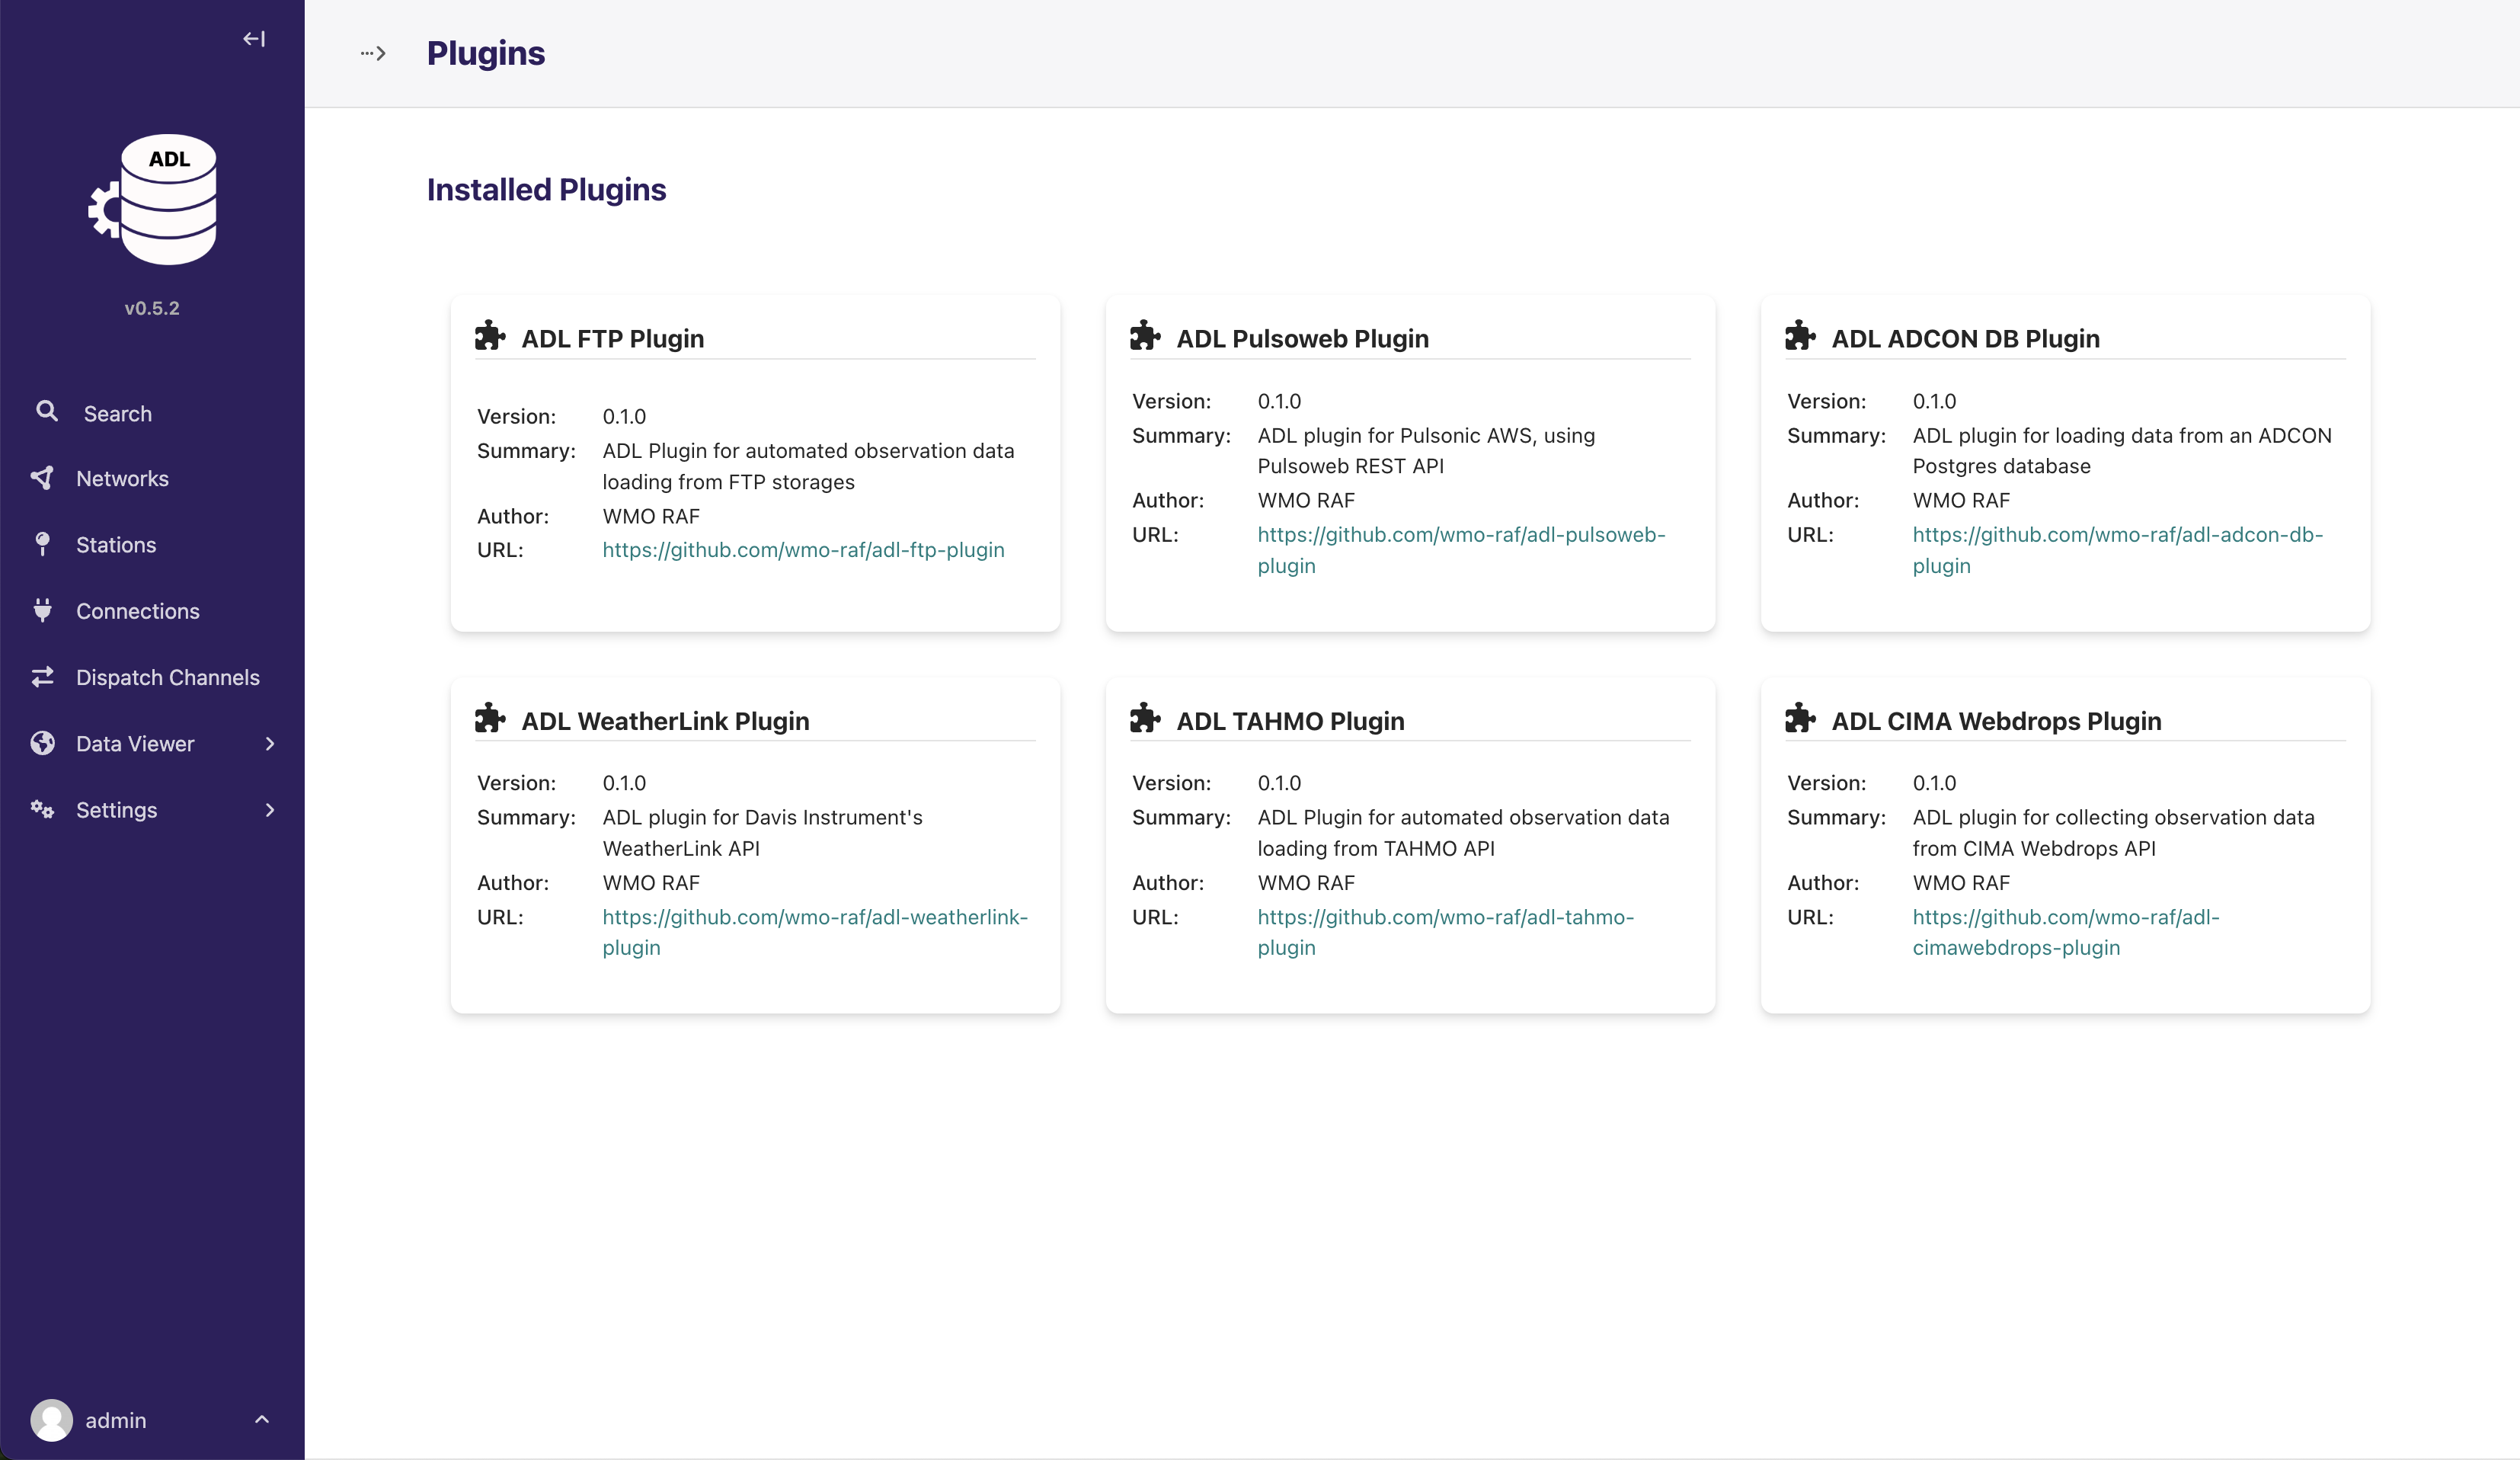 ADL
v0.5.2
Search
Networks
Stations
Connections
Dispatch Channels
Data Viewer
Settings
admin
Plugins
Installed Plugins
ADL FTP Plugin
Version: 0.1.0
Summary: ADL Plugin for automated observation data
loading from FTP storages
Author: WMO RAF
URL: https://github.com/wmo-raf/adl-ftp-plugin
ADL Pulsoweb Plugin
Version: 0.1.0
Summary: ADL plugin for Pulsonic AWS, using
Pulsoweb REST API
Author: WMO RAF
URL: https://github.com/wmo-raf/adl-pulsoweb-
plugin
ADL ADCON DB Plugin
Version: 0.1.0
Summary: ADL plugin for loading data from an ADCON
Postgres database
Author: WMO RAF
URL: https://github.com/wmo-raf/adl-adcon-db-
plugin
ADL WeatherLink Plugin
Version: 0.1.0
Summary: ADL plugin for Davis Instrument's
WeatherLink API
Author: WMO RAF
URL: https://github.com/wmo-raf/adl-weatherlink-
plugin
ADL TAHMO Plugin
Version: 0.1.0
Summary: ADL Plugin for automated observation data
loading from TAHMO API
Author: WMO RAF
URL: https://github.com/wmo-raf/adl-tahmo-
plugin
ADL CIMA Webdrops Plugin
Version: 0.1.0
Summary: ADL plugin for collecting observation data
from CIMA Webdrops API
Author: WMO RAF
URL: https://github.com/wmo-raf/adl-
cimawebdrops-plugin